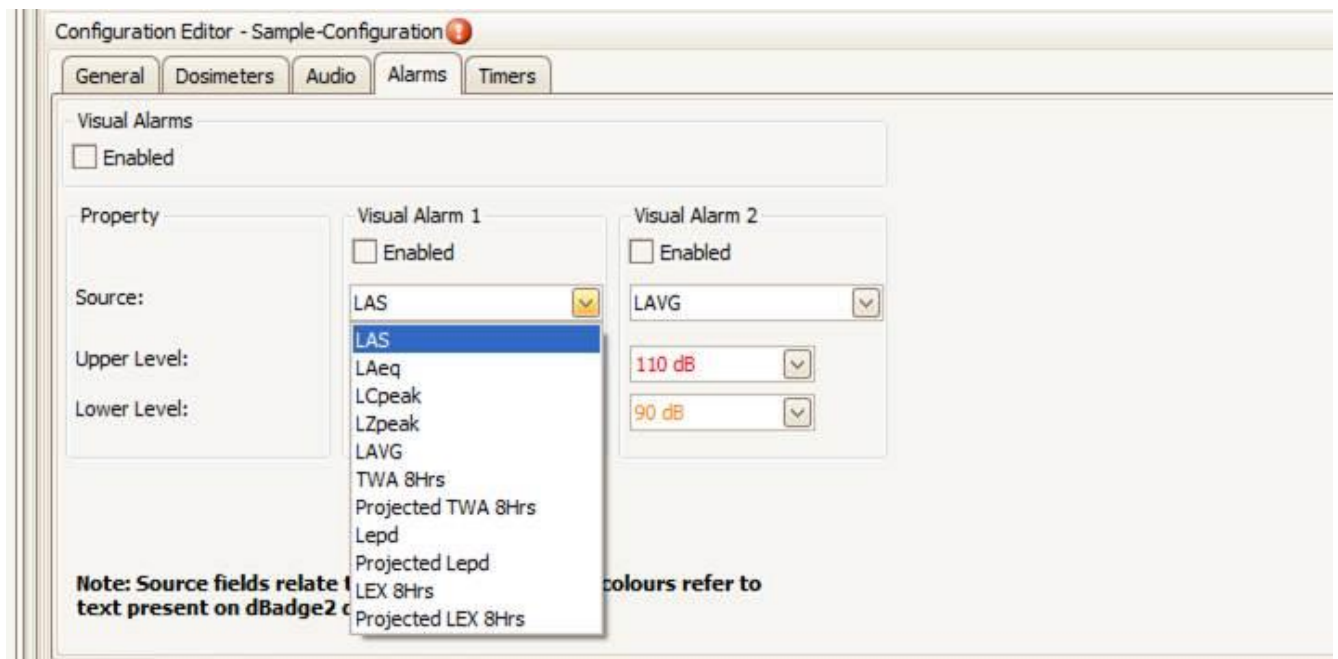 Configuration Editor - Sample-Configuration
General Dosimeters Audio Alarms Timers
Visual Alarms
Enabled
Property Visual Alarm 1 Visual Alarm 2
Enabled Enabled
Source: LAS LAVG
LAS
Upper Level: 110 dB
LAeq
LCpeak
Lower Level: 90 dB
LZpeak
LAVG
TWA 8Hrs
Projected TWA 8Hrs
Lepd
Projected Lepd
Note: Source fields relate colours refer to
LEX 8Hrs
text present on dBadge2
Projected LEX 8Hrs